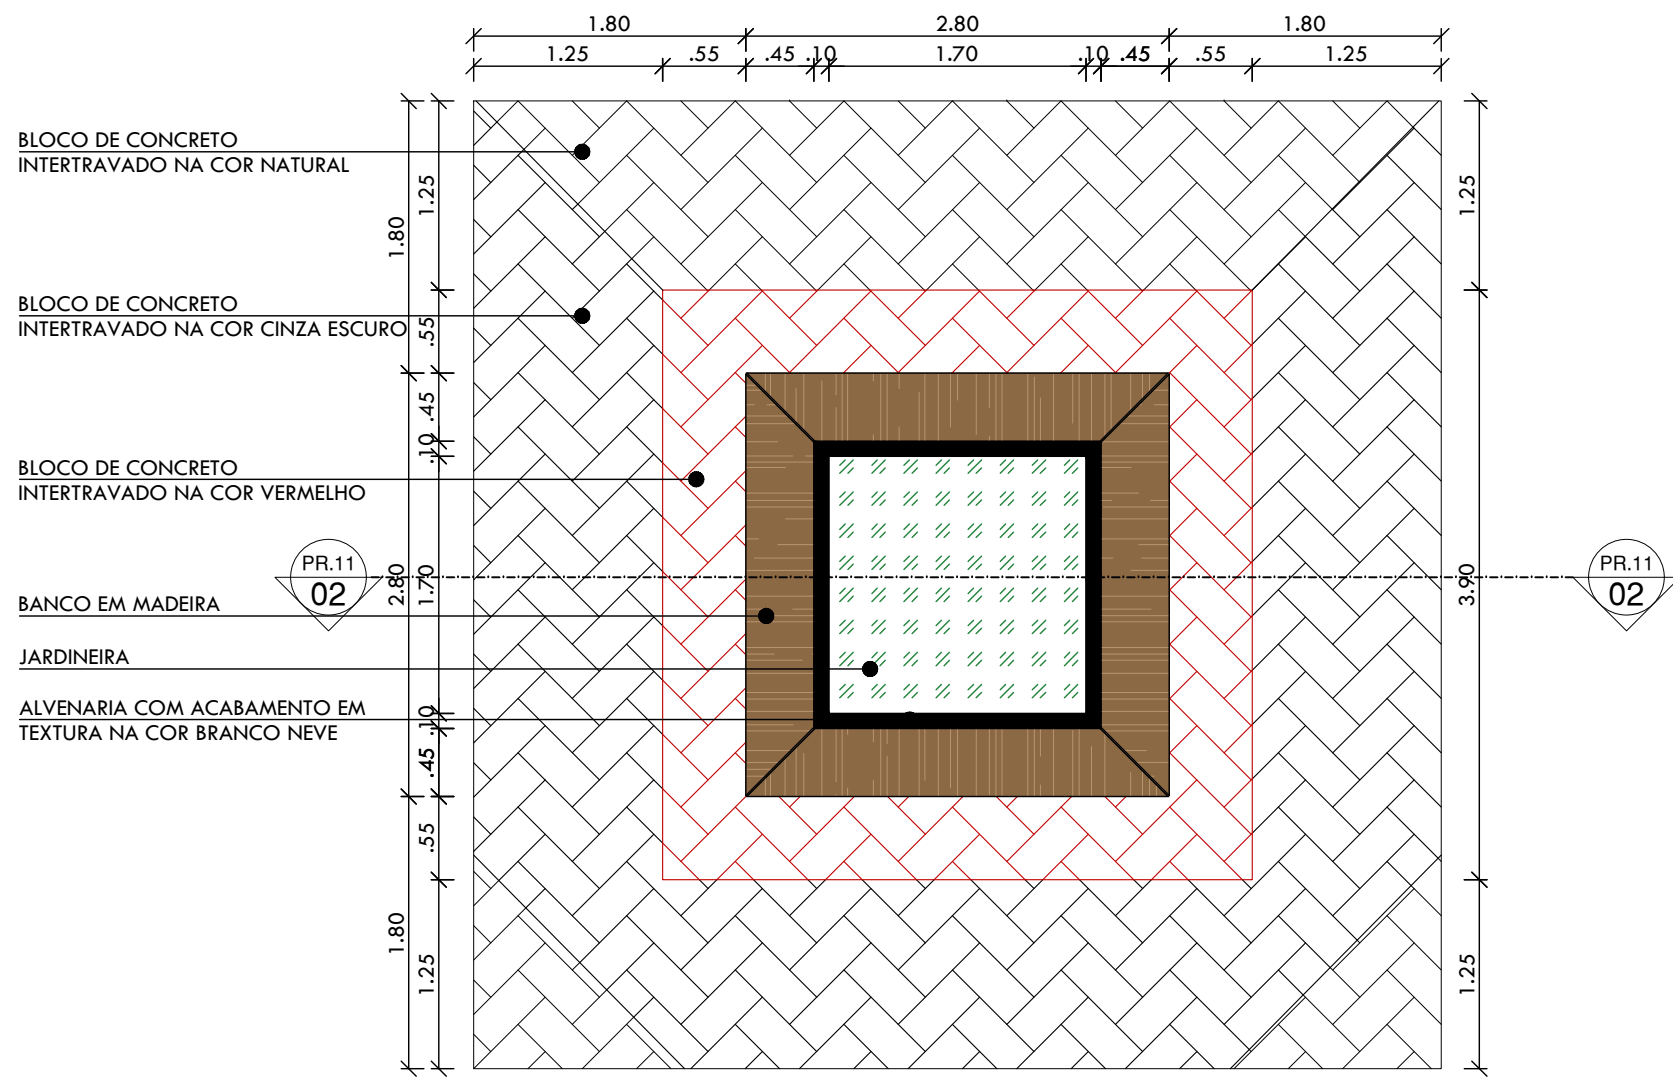 1.80 2.80 1.80
1.25 .55 .45 .10 1.70 .10 .45 .55 1.25
BLOCO DE CONCRETO
INTERTRAVADO NA COR NATURAL
1.25
1.25
1.80
BLOCO DE CONCRETO
INTERTRAVADO NA COR CINZA ESCURO
.55
.45
.10
BLOCO DE CONCRETO
INTERTRAVADO NA COR VERMELHO
PR.11
02
2.80
1.70
3.90
PR.11
02
BANCO EM MADEIRA
JARDINEIRA
ALVENARIA COM ACABAMENTO EM
TEXTURA NA COR BRANCO NEVE
.10
.45
.55
1.80
1.25
1.25